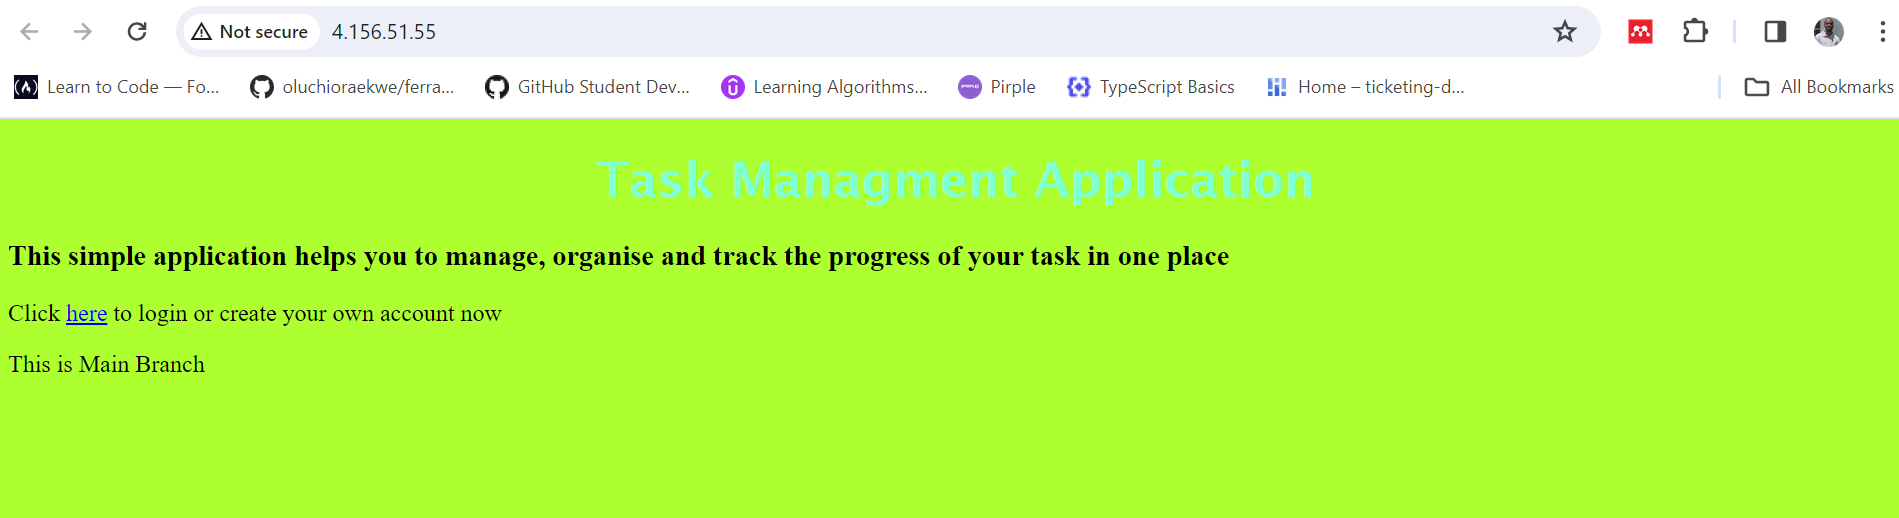 Not secure 4.156.51.55
Learn to Code — Fo... oluchioraekwe/ferra... GitHub Student Dev... Learning Algorithms... Pirple TypeScript Basics Home – ticketing-d... All Bookmarks
Task Managment Application
This simple application helps you to manage, organise and track the progress of your task in one place
Click here to login or create your own account now
This is Main Branch